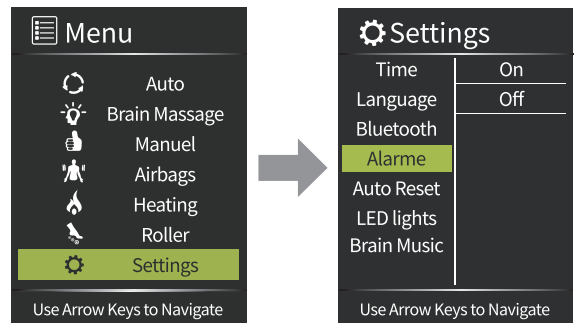 Menu
Auto
Brain Massage
Manuel
Airbags
Heating
Roller
Settings
Use Arrow Keys to Navigate
Settings
Time On
Language Off
Bluetooth
Alarme
Auto Reset
LED lights
Brain Music
Use Arrow Keys to Navigate